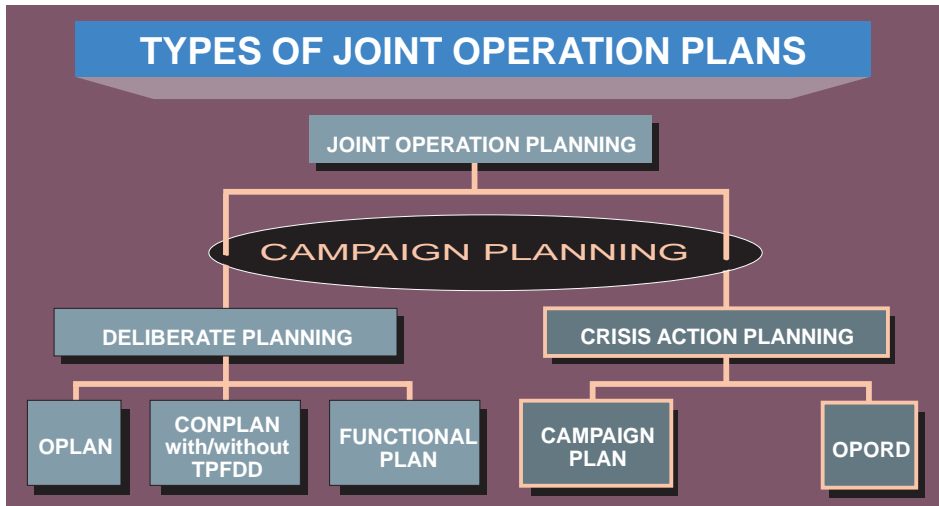 TYPES OF JOINT OPERATION PLANS
JOINT OPERATION PLANNING
CAMPAIGN PLANNING
DELIBERATE PLANNING
CRISIS ACTION PLANNING
OPLAN
CONPLAN
with/without
TPFDD
FUNCTIONAL
PLAN
CAMPAIGN
PLAN
OPORD